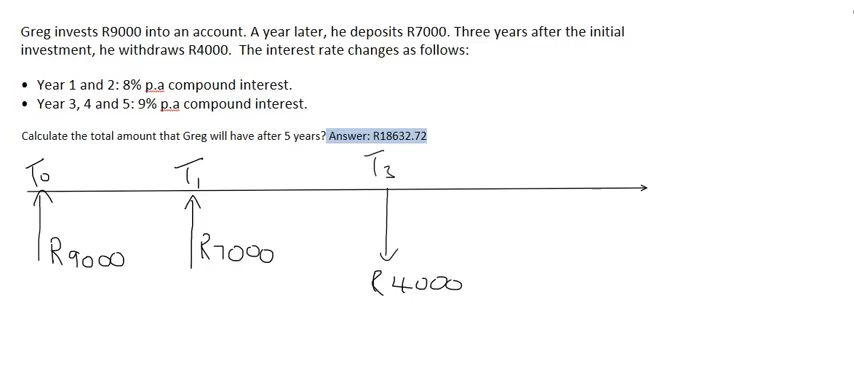 Greg invests R9000 into an account. A year later, he deposits R7000. Three years after the initial
investment, he withdraws R4000. The interest rate changes as follows:
• Year 1 and 2: 8% p.a compound interest.
• Year 3, 4 and 5: 9% p.a compound interest.
Calculate the total amount that Greg will have after 5 years? Answer: R18632.72
T0 T1 T3
R9000 R7000
R4000